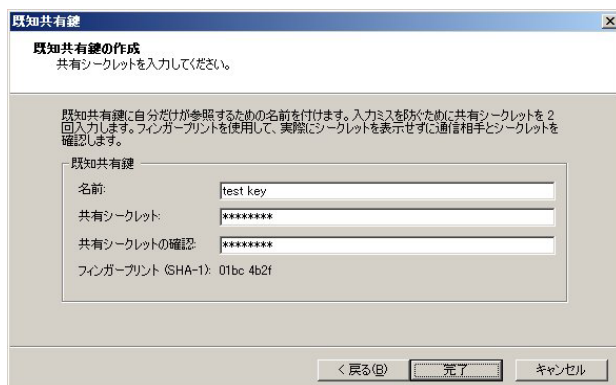 既知共有鍵
既知共有鍵の作成
共有シークレットを入力してください。
既知共有鍵に自分だけが参照するための名前を付けます。入力ミスを防ぐために共有シークレットを2
回入力します。フィンガープリントを使用して、実際にシークレットを表示せずに通信相手とシークレットを
確認します。
既知共有鍵
名前: test key
共有シークレット: ********
共有シークレットの確認: ********
フィンガープリント (SHA-1): 01bc 4b2f
< 戻る(B) 完了 キャンセル